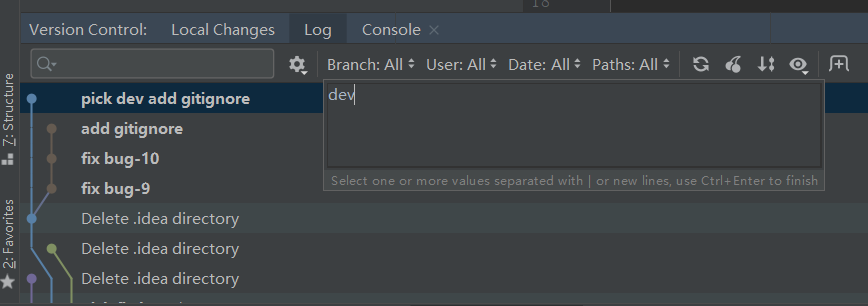 18
Version Control: Local Changes Log Console ×
Branch: All User: All Date: All Paths: All
dev
Select one or more values separated with | or new lines, use Ctrl+Enter to finish
pick dev add gitignore
add gitignore
fix bug-10
fix bug-9
Delete .idea directory
Delete .idea directory
Delete .idea directory
7: Structure
2: Favorites